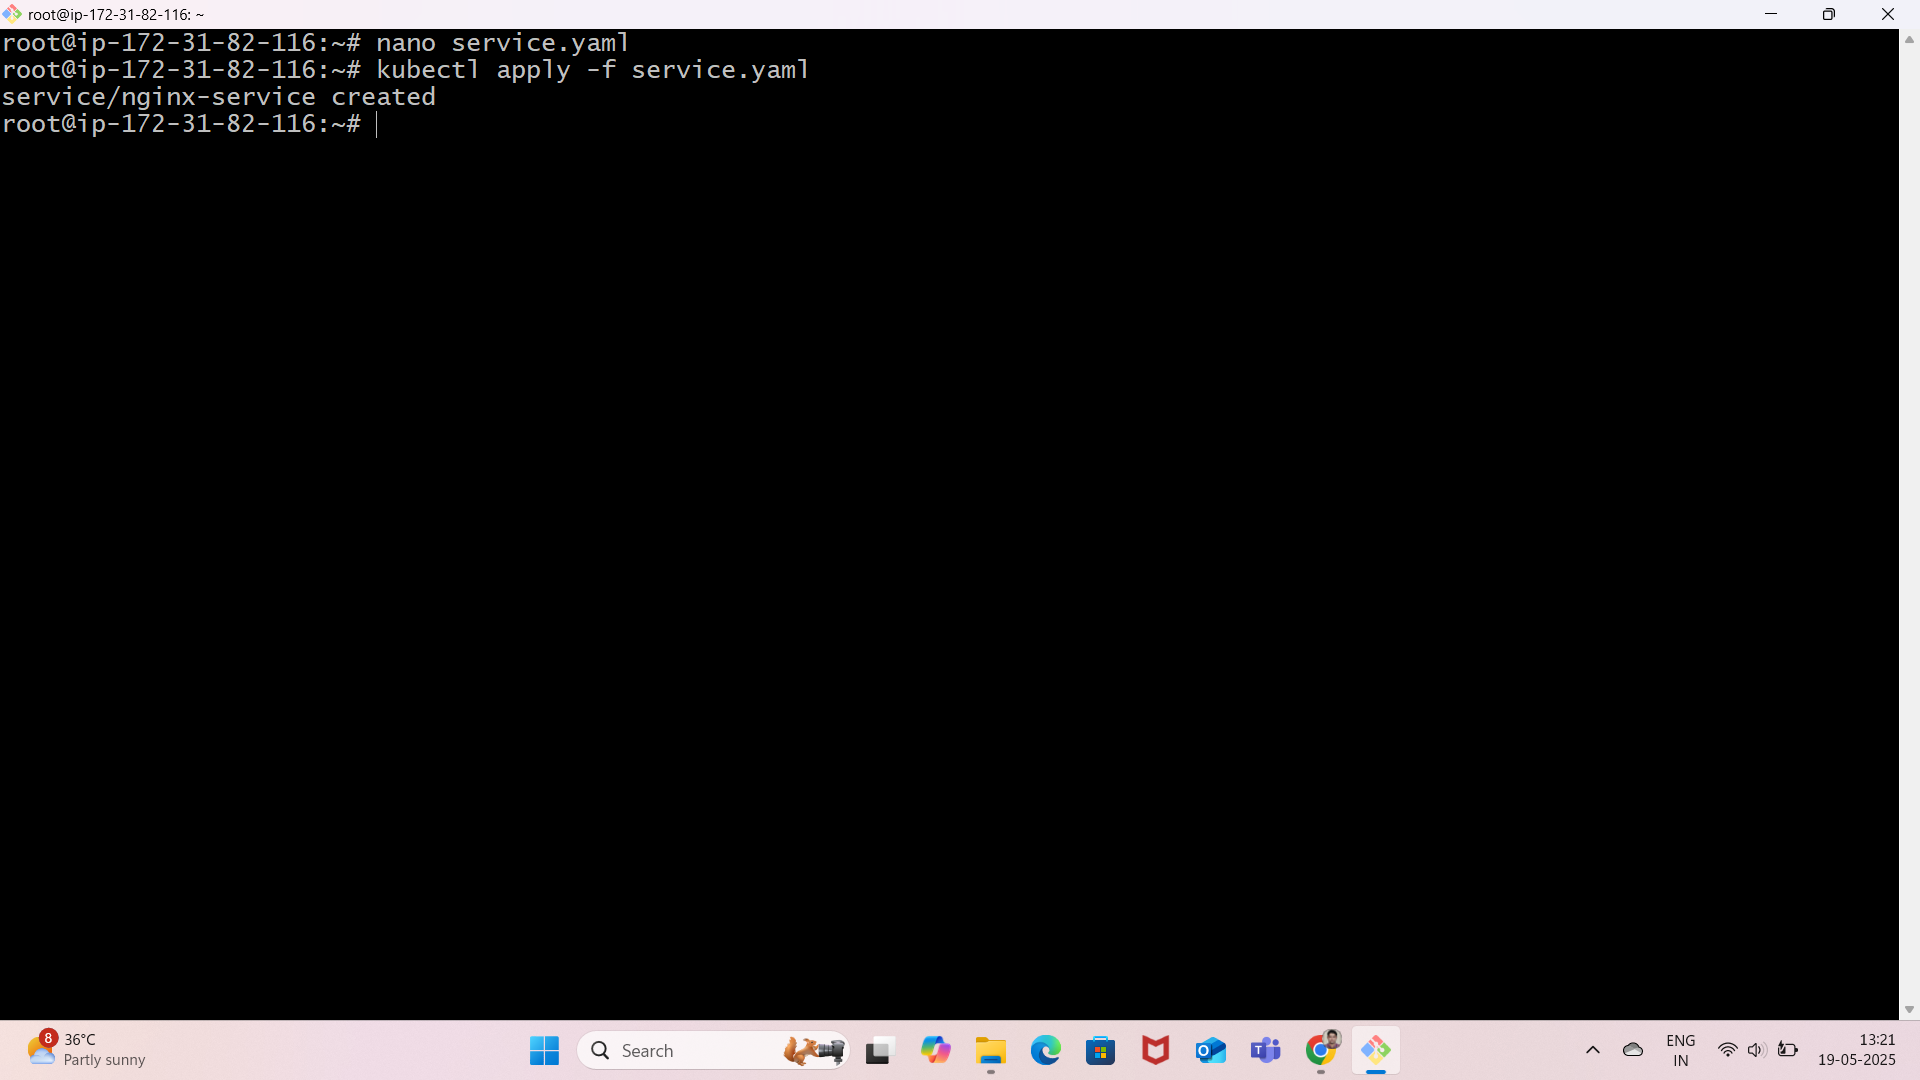 root@ip-172-31-82-116: ~
root@ip-172-31-82-116:~# nano service.yaml
root@ip-172-31-82-116:~# kubectl apply -f service.yaml
service/nginx-service created
root@ip-172-31-82-116:~#
8
36°C
Partly sunny
Search
ENG
IN
13:21
19-05-2025